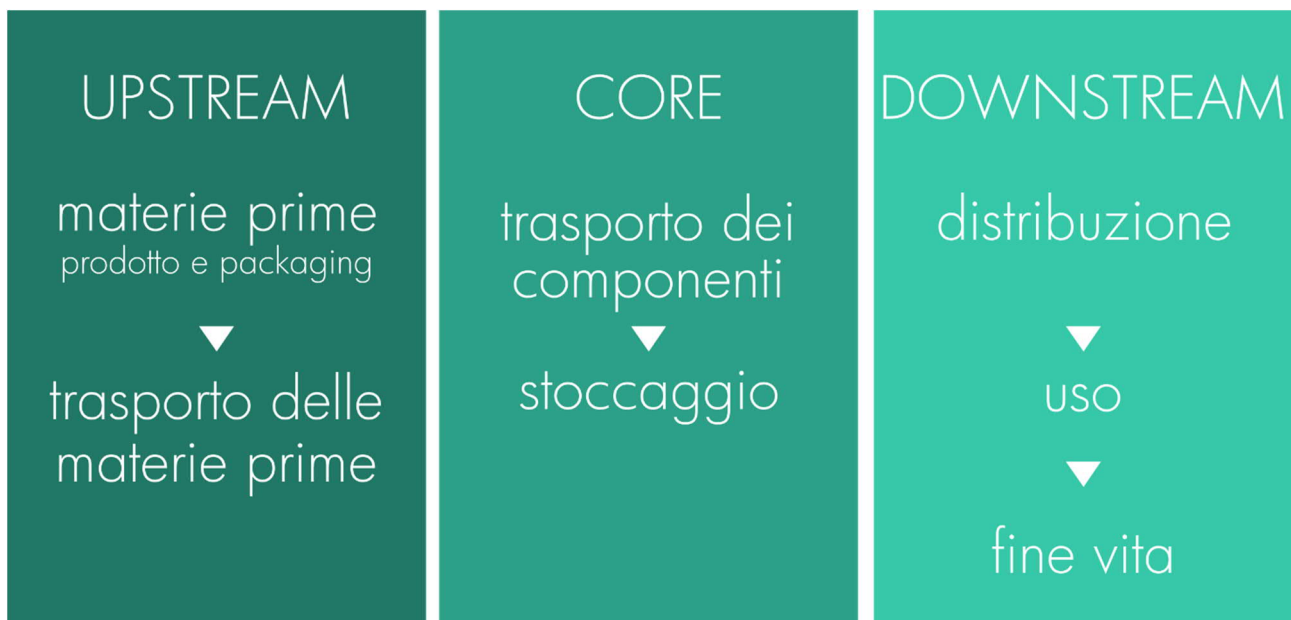 UPSTREAM
materie prime
prodotto e packaging
trasporto delle
materie prime
CORE
trasporto dei
componenti
stoccaggio
DOWNSTREAM
distribuzione
uso
fine vita